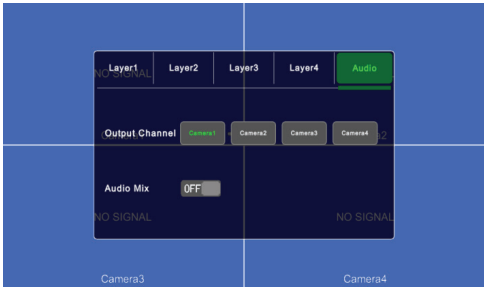 Layer1 Layer2 Layer3 Layer4 Audio
NO SIGNAL
Output Channel Camera1 Camera2 Camera3 Camera4
Audio Mix OFF
NO SIGNAL NO SIGNAL
Camera3 Camera4